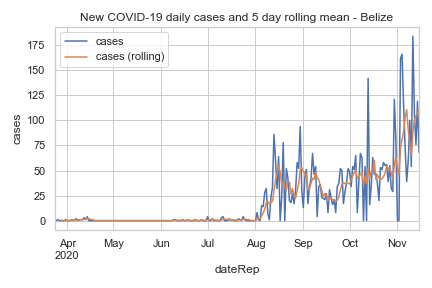 New COVID-19 daily cases and 5 day rolling mean - Belize
cases
cases (rolling)
cases
175
150
125
100
75
50
25
0
Apr
2020
May
Jun
Jul
Aug
Sep
Oct
Nov
dateRep